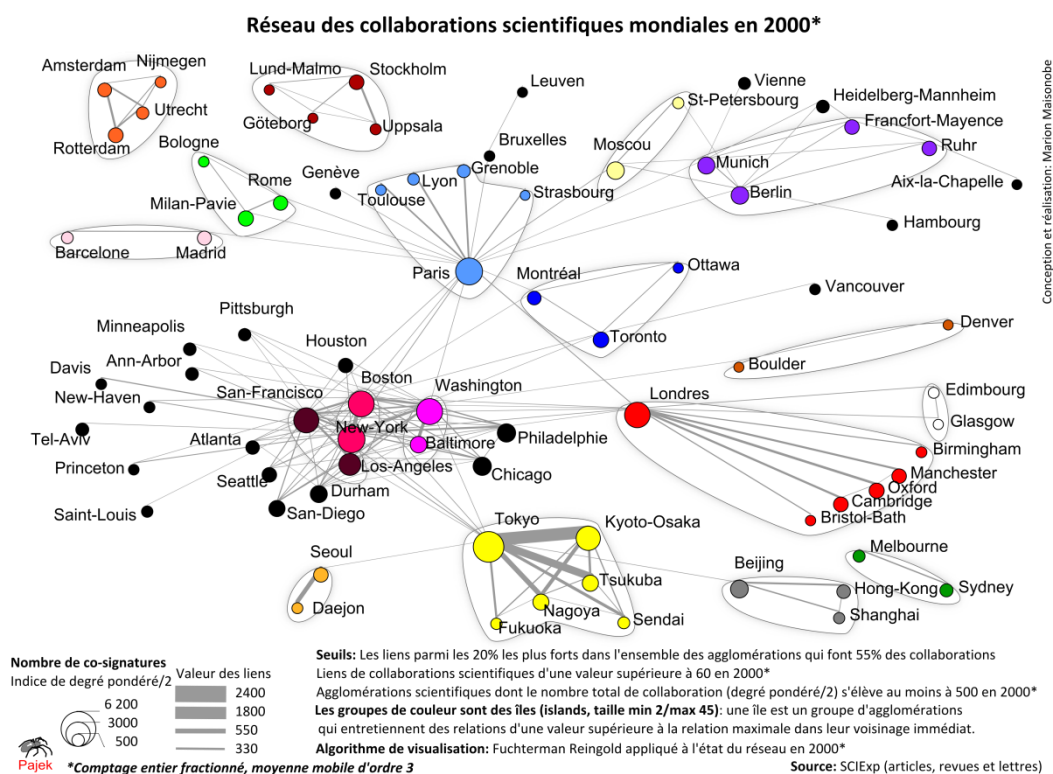 Réseau des collaborations scientifiques mondiales en 2000*
Conception et réalisation: Marion Maisonobe
Amsterdam
Nijmegen
Utrecht
Rotterdam
Lund-Malmo
Stockholm
Göteborg
Uppsala
Leuven
Bruxelles
Vienne
St-Petersbourg
Heidelberg-Mannheim
Francfort-Mayence
Moscou
Munich
Ruhr
Berlin
Aix-la-Chapelle
Hambourg
Bologne
Rome
Milan-Pavie
Genève
Toulouse
Lyon
Grenoble
Strasbourg
Barcelone
Madrid
Paris
Montréal
Ottawa
Toronto
Vancouver
Denver
Boulder
Pittsburgh
Minneapolis
Houston
Ann-Arbor
Davis
San-Francisco
Boston
Washington
New-Haven
New-York
Tel-Aviv
Atlanta
Baltimore
Philadelphie
Princeton
Seattle
Los-Angeles
Chicago
Durham
Saint-Louis
San-Diego
Londres
Edimbourg
Glasgow
Birmingham
Manchester
Oxford
Cambridge
Bristol-Bath
Tokyo
Kyoto-Osaka
Tsukuba
Nagoya
Fukuoka
Sendai
Seoul
Daejon
Beijing
Hong-Kong
Shanghai
Melbourne
Sydney
Nombre de co-signatures
Indice de degré pondéré/2
6 200
3000
500
Valeur des liens
2400
1800
550
330
Pajek
*Comptage entier fractionné, moyenne mobile d'ordre 3
Seuils: Les liens parmi les 20% les plus forts dans l'ensemble des agglomérations qui font 55% des collaborations
Liens de collaborations scientifiques d'une valeur supérieure à 60 en 2000*
Agglomérations scientifiques dont le nombre total de collaboration (degré pondéré/2) s'élève au moins à 500 en 2000*
Les groupes de couleur sont des îles (islands, taille min 2/max 45): une île est un groupe d'agglomérations
qui entretiennent des relations d'une valeur supérieure à la relation maximale dans leur voisinage immédiat.
Algorithme de visualisation: Fuchterman Reingold appliqué à l'état du réseau en 2000*
Source: SCIExp (articles, revues et lettres)